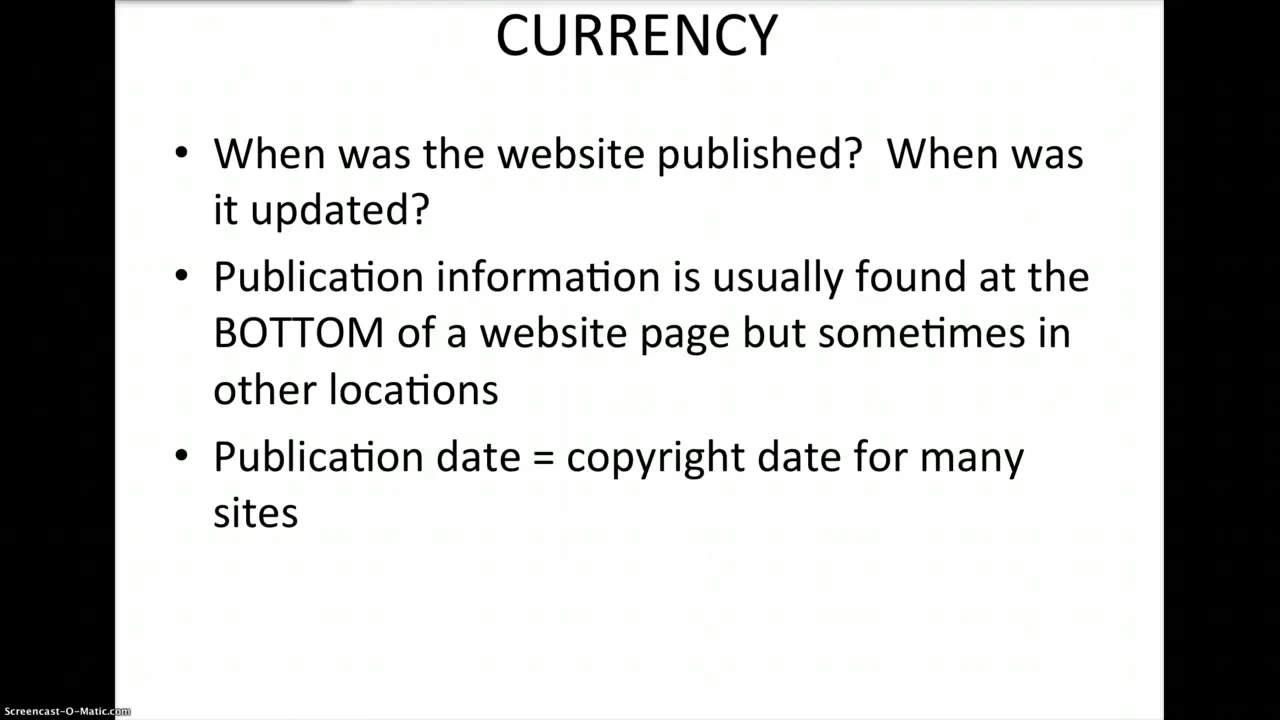 CURRENCY
• When was the website published?  When was
it updated?
• Publication information is usually found at the
BOTTOM of a website page but sometimes in
other locations
• Publication date = copyright date for many
sites
Screencast-O-Matic.com